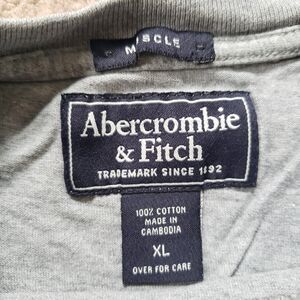 MUSCLE
Abercrombie
& Fitch
TRADEMARK SINCE 1892
100% COTTON
MADE IN
CAMBODIA
XL
OVER FOR CARE